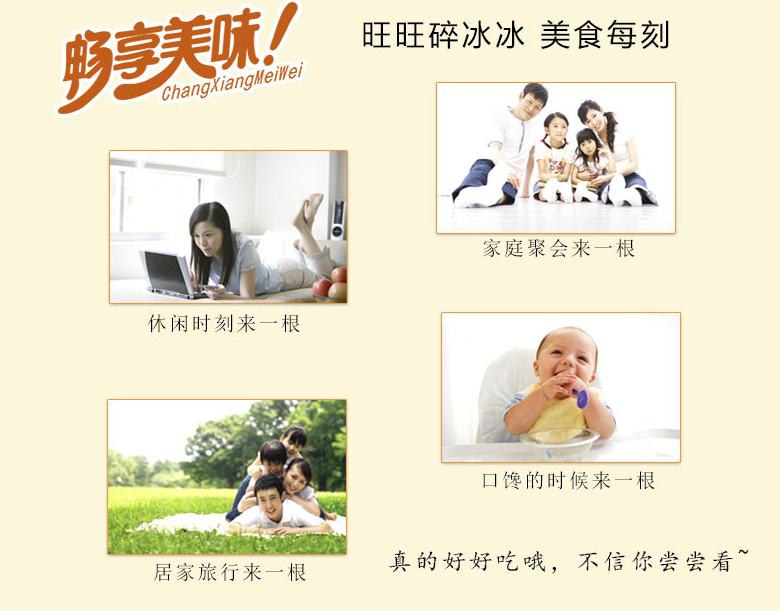 畅享美味!
ChangXiangMeiWei
旺旺碎冰冰 美食每刻
家庭聚会来一根
休闲时刻来一根
口馋的时候来一根
居家旅行来一根
真的好好吃哦，不信你尝尝看~